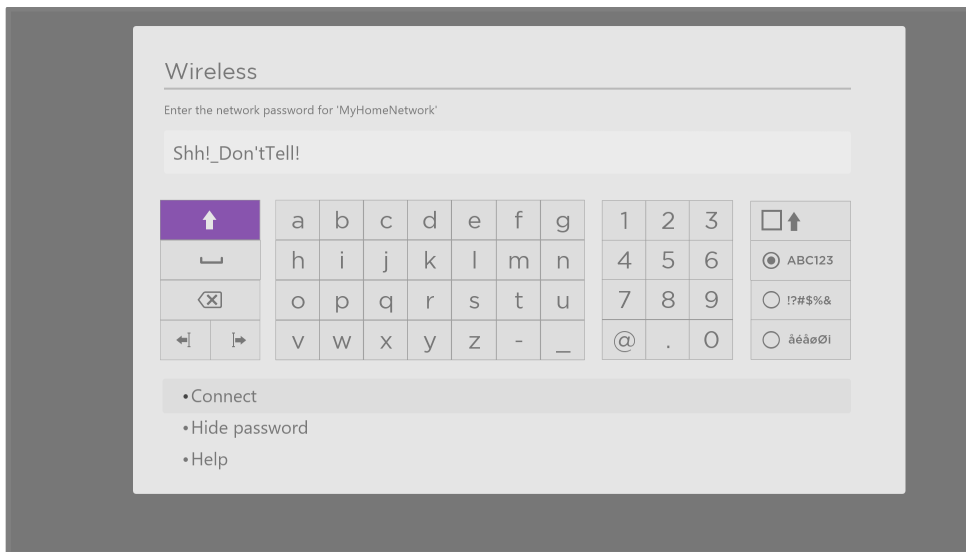 Wireless
Enter the network password for 'MyHomeNetwork'
Shh!_Don'tTell!
a b c d e f g 1 2 3
h i j k l m n 4 5 6 ABC123
o p q r s t u 7 8 9 !?#$%&
v w x y z - _ @ . 0 åéåøØi
•Connect
•Hide password
•Help